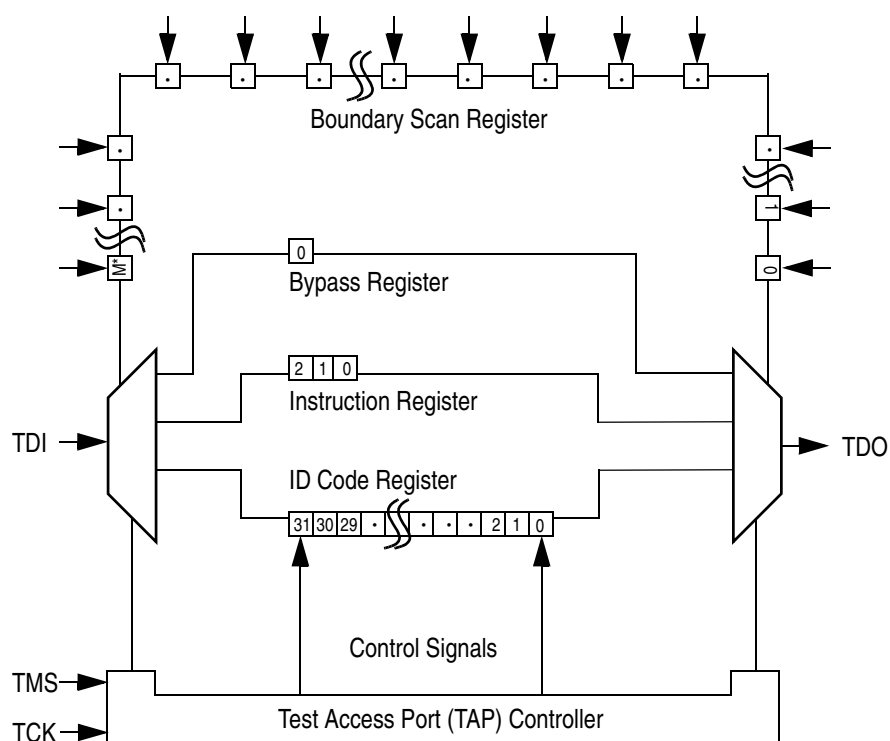 · · · · · · · ·
Boundary Scan Register
· ·
· 1
M* 0
0
Bypass Register
2 1 0
Instruction Register
TDI
TDO
ID Code Register
31 30 29 · · · · 2 1 0
Control Signals
TMS
Test Access Port (TAP) Controller
TCK